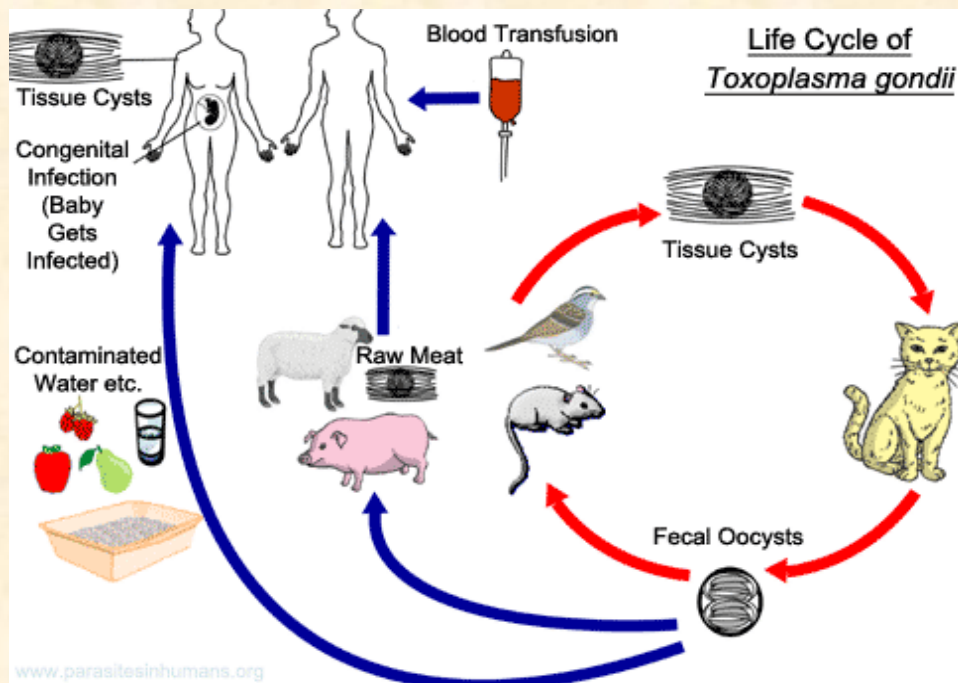 Life Cycle of
Toxoplasma gondii
Blood Transfusion
Tissue Cysts
Congenital
Infection
(Baby
Gets
Infected)
Tissue Cysts
Contaminated
Water etc.
Raw Meat
Fecal Oocysts
www.parasitesinhumans.org